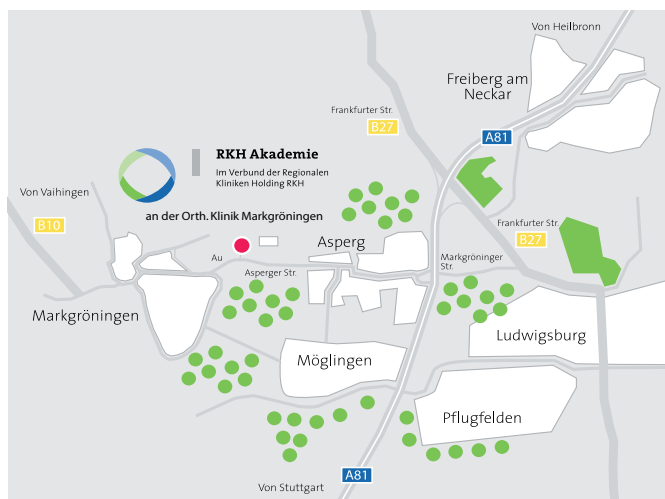 Von Heilbronn
Freiberg am
Neckar
Frankfurter Str.
B27
A81
RKH Akademie
Im Verbund der Regionalen
Kliniken Holding RKH
Von Vaihingen
an der Orth. Klinik Markgröningen
B10
Frankfurter Str.
B27
Asperg
Au
Markgröninger
Str.
Asperger Str.
Markgröningen
Ludwigsburg
Möglingen
Pflugfelden
A81
Von Stuttgart